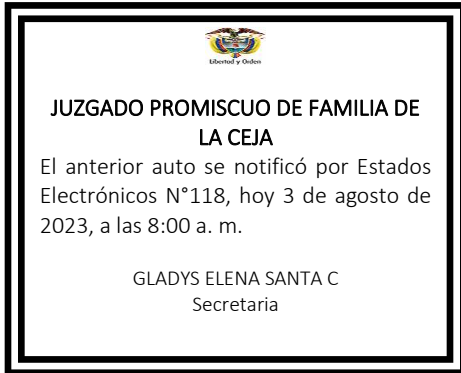 Libertad y Orden
JUZGADO PROMISCUO DE FAMILIA DE
LA CEJA
El anterior auto se notificó por Estados
Electrónicos N°118, hoy 3 de agosto de
2023, a las 8:00 a. m.
GLADYS ELENA SANTA C
Secretaria